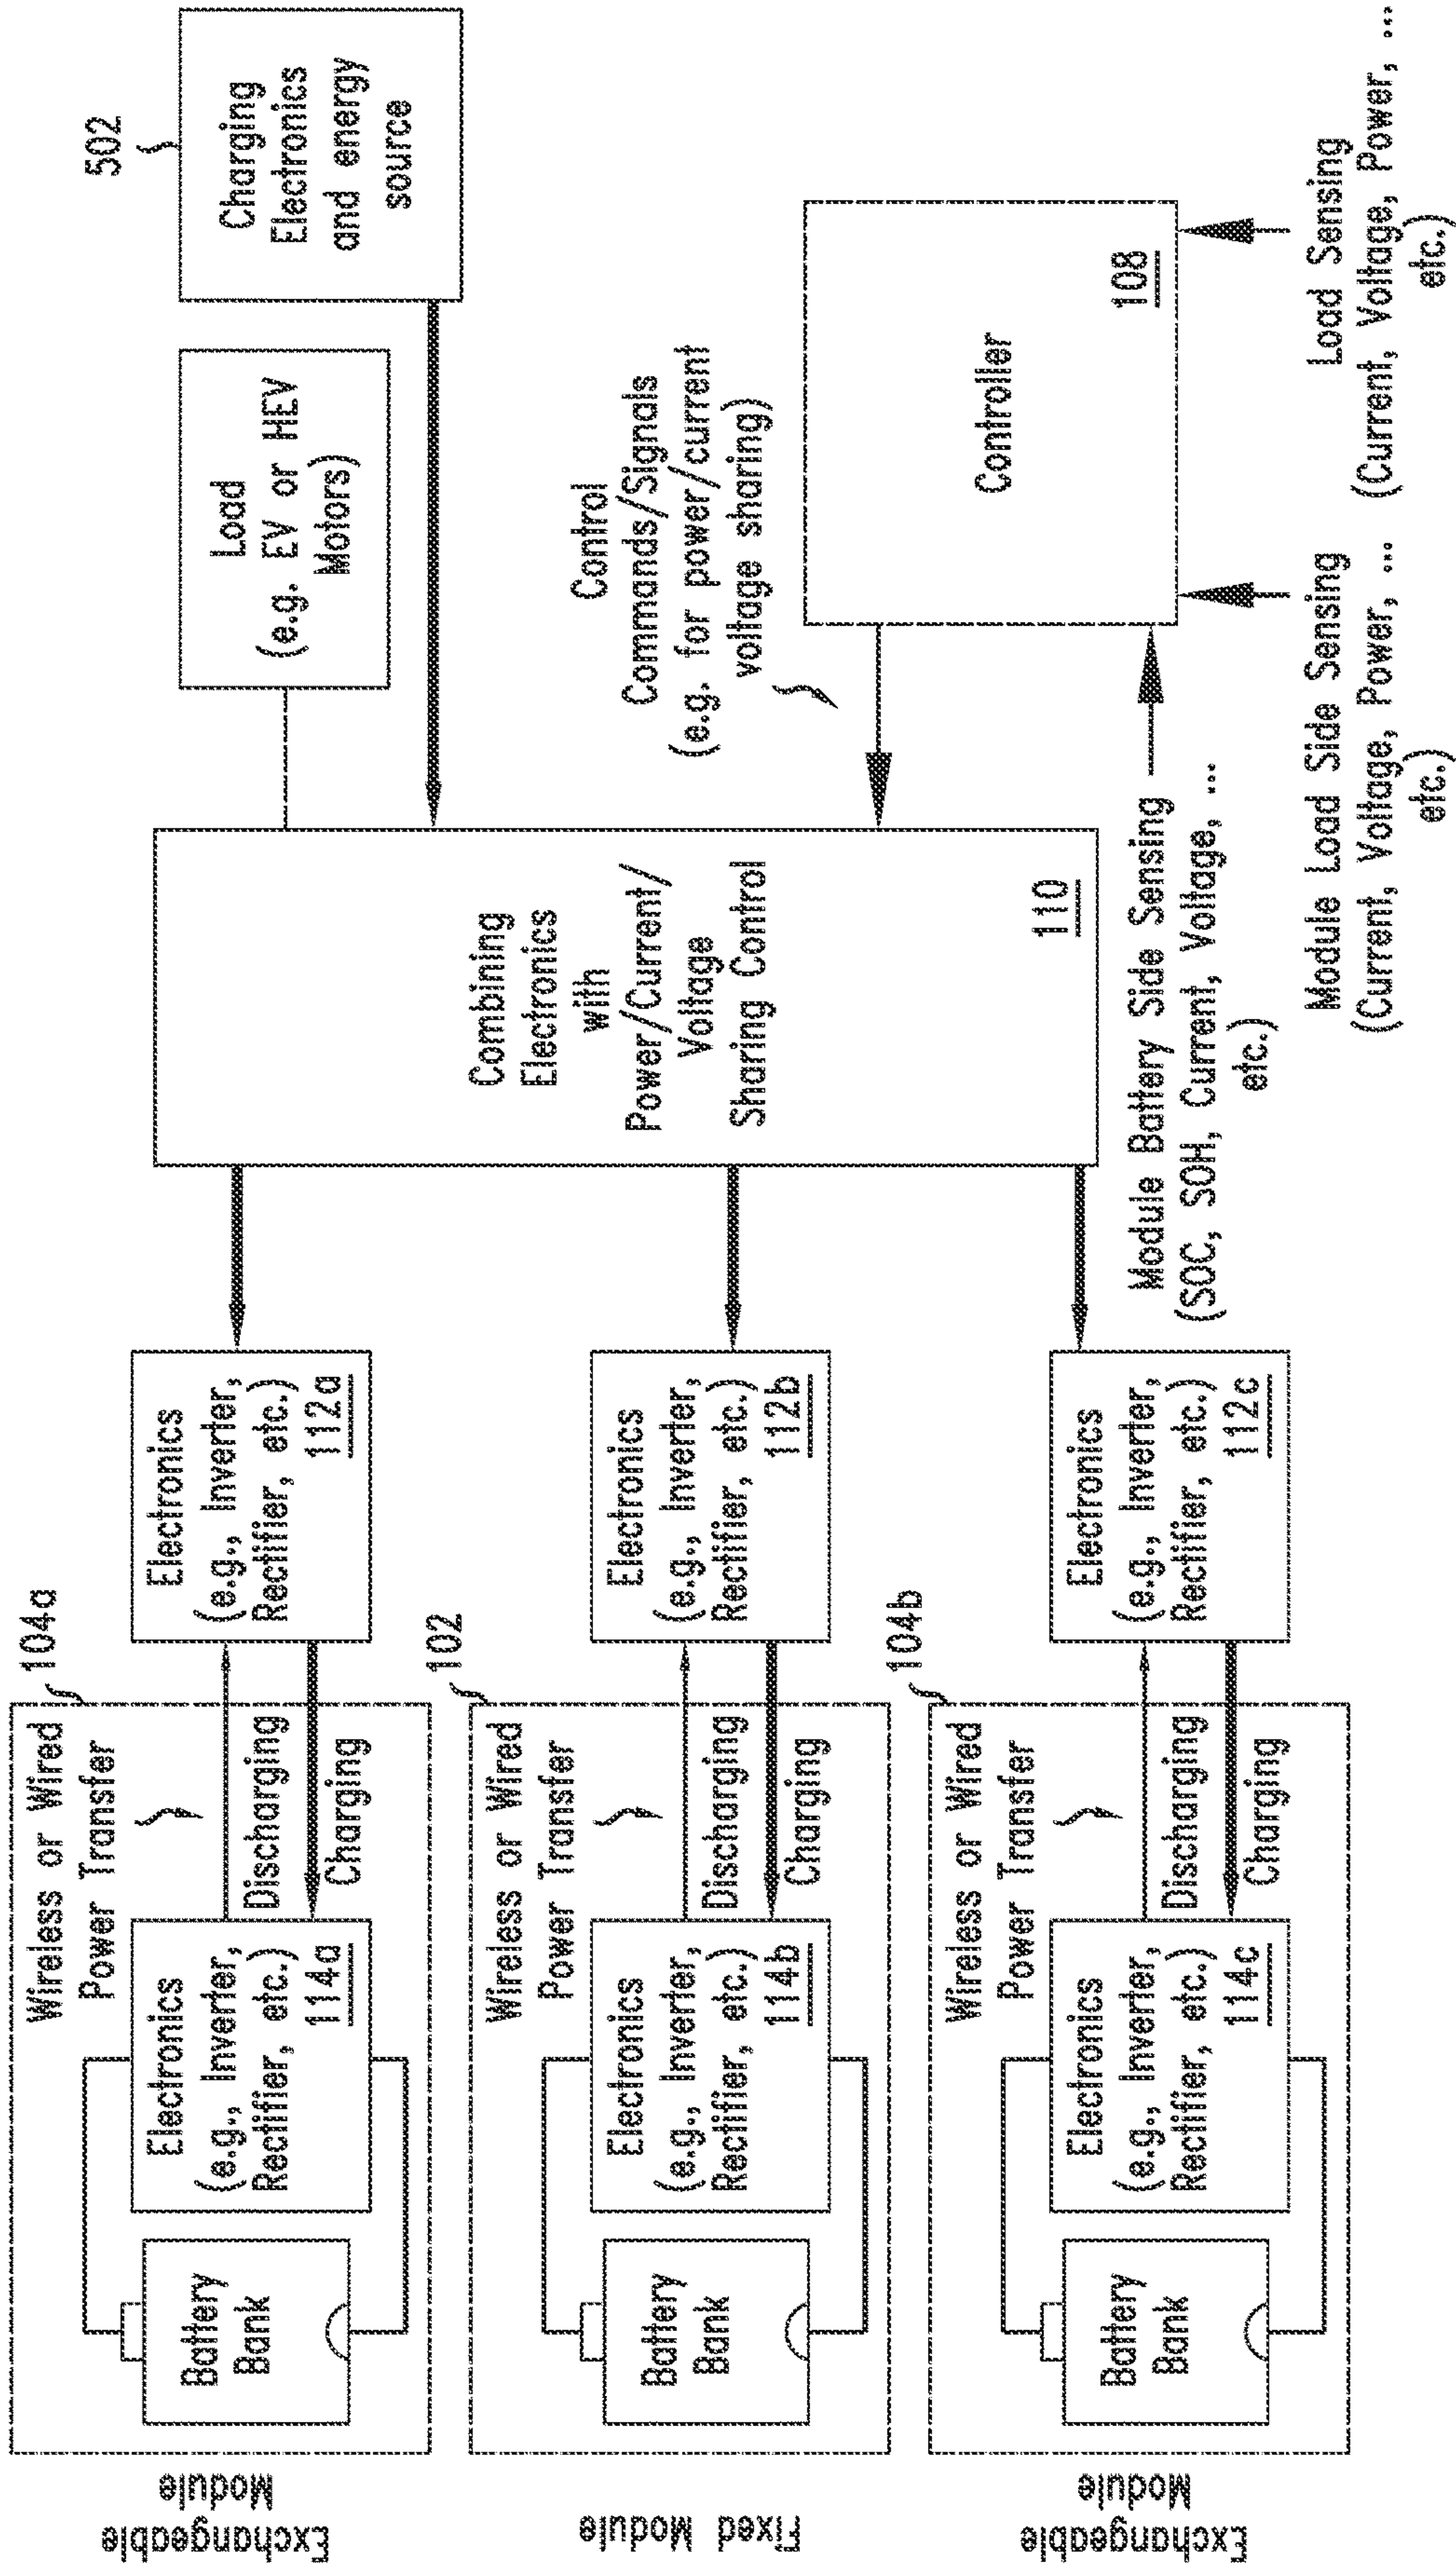 Exchangeable
Module
104a
Wireless or Wired
Power Transfer
Battery
Bank
Electronics
(e.g., Inverter,
Rectifier, etc.)
114a
Discharging
Charging
Electronics
(e.g., Inverter,
Rectifier, etc.)
112a
Fixed Module
102
Wireless or Wired
Power Transfer
Battery
Bank
Electronics
(e.g., Inverter,
Rectifier, etc.)
114b
Discharging
Charging
Electronics
(e.g., Inverter,
Rectifier, etc.)
112b
Exchangeable
Module
104b
Wireless or Wired
Power Transfer
Battery
Bank
Electronics
(e.g., Inverter,
Rectifier, etc.)
114c
Discharging
Charging
Electronics
(e.g., Inverter,
Rectifier, etc.)
112c
Combining
Electronics
with
Power/Current/
Voltage
Sharing Control
110
Load
(e.g. EV or HEV
Motors)
502
Charging
Electronics
and energy
source
Control
Commands/Signals
(e.g. for power/current
voltage sharing)
Controller
108
Module Battery Side Sensing
(SOC, SOH, Current, Voltage, ...
etc.)
Module Load Side Sensing
(Current, Voltage, Power, ...
etc.)
Load Sensing
(Current, Voltage, Power, ...
etc.)